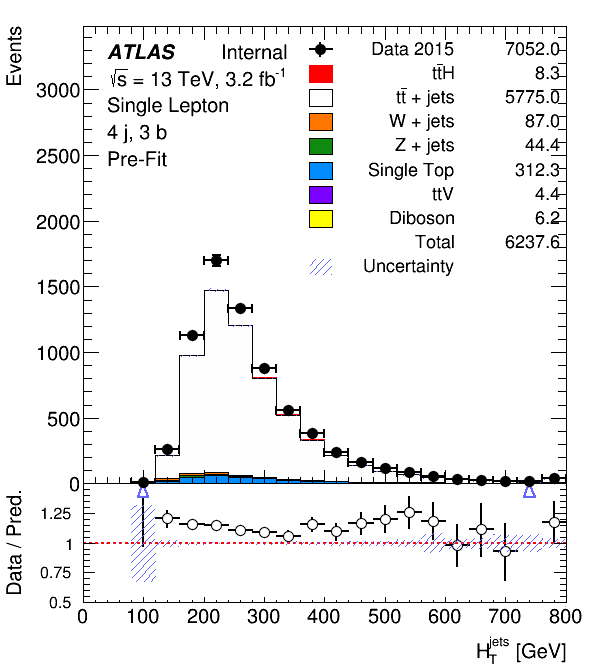 Events
3000
2500
2000
1500
1000
500
0
ATLAS Internal
√s = 13 TeV, 3.2 fb⁻¹
Single Lepton
4 j, 3 b
Pre-Fit
Data 2015 7052.0
tt̄H 8.3
tt̄ + jets 5775.0
W + jets 87.0
Z + jets 44.4
Single Top 312.3
ttV 4.4
Diboson 6.2
Total 6237.6
Uncertainty
Data / Pred.
1.25
1
0.75
0.5
0 100 200 300 400 500 600 700 800
H_T^jets [GeV]